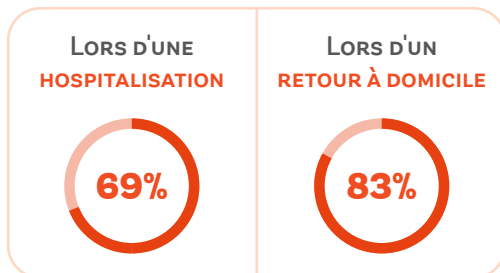 Lors d'une
hospitalisation
69%
Lors d'un
retour à domicile
83%